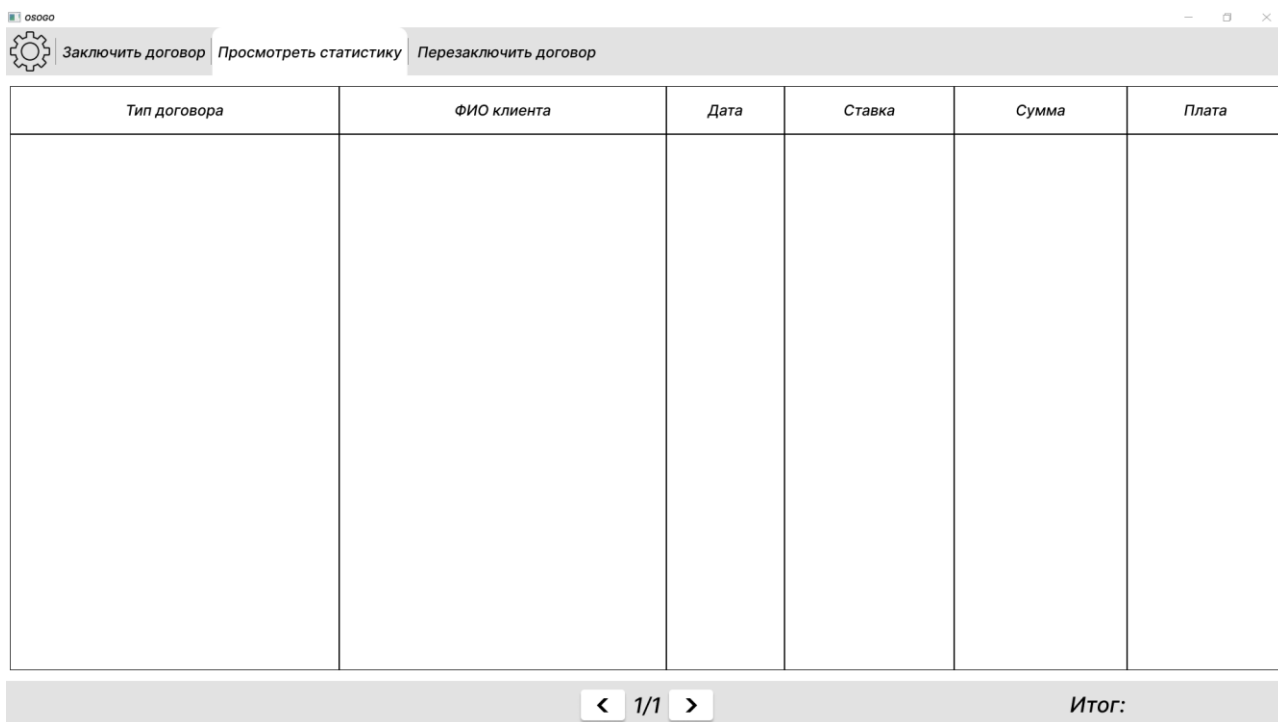 OSOGO
Заключить договор Просмотреть статистику Перезаключить договор
Тип договора ФИО клиента Дата Ставка Сумма Плата
1/1 Итог: